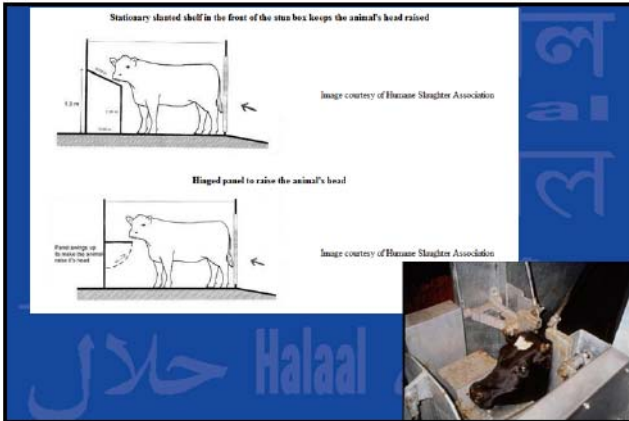 Stationary slanted shelf in the front of the stun box keeps the animal's head raised
Image courtesy of Humane Slaughter Association
1.3 m
Hinged panel to raise the animal's head
Panel swings up
to make the animal
raise it's head
Image courtesy of Humane Slaughter Association
حلال Halaal